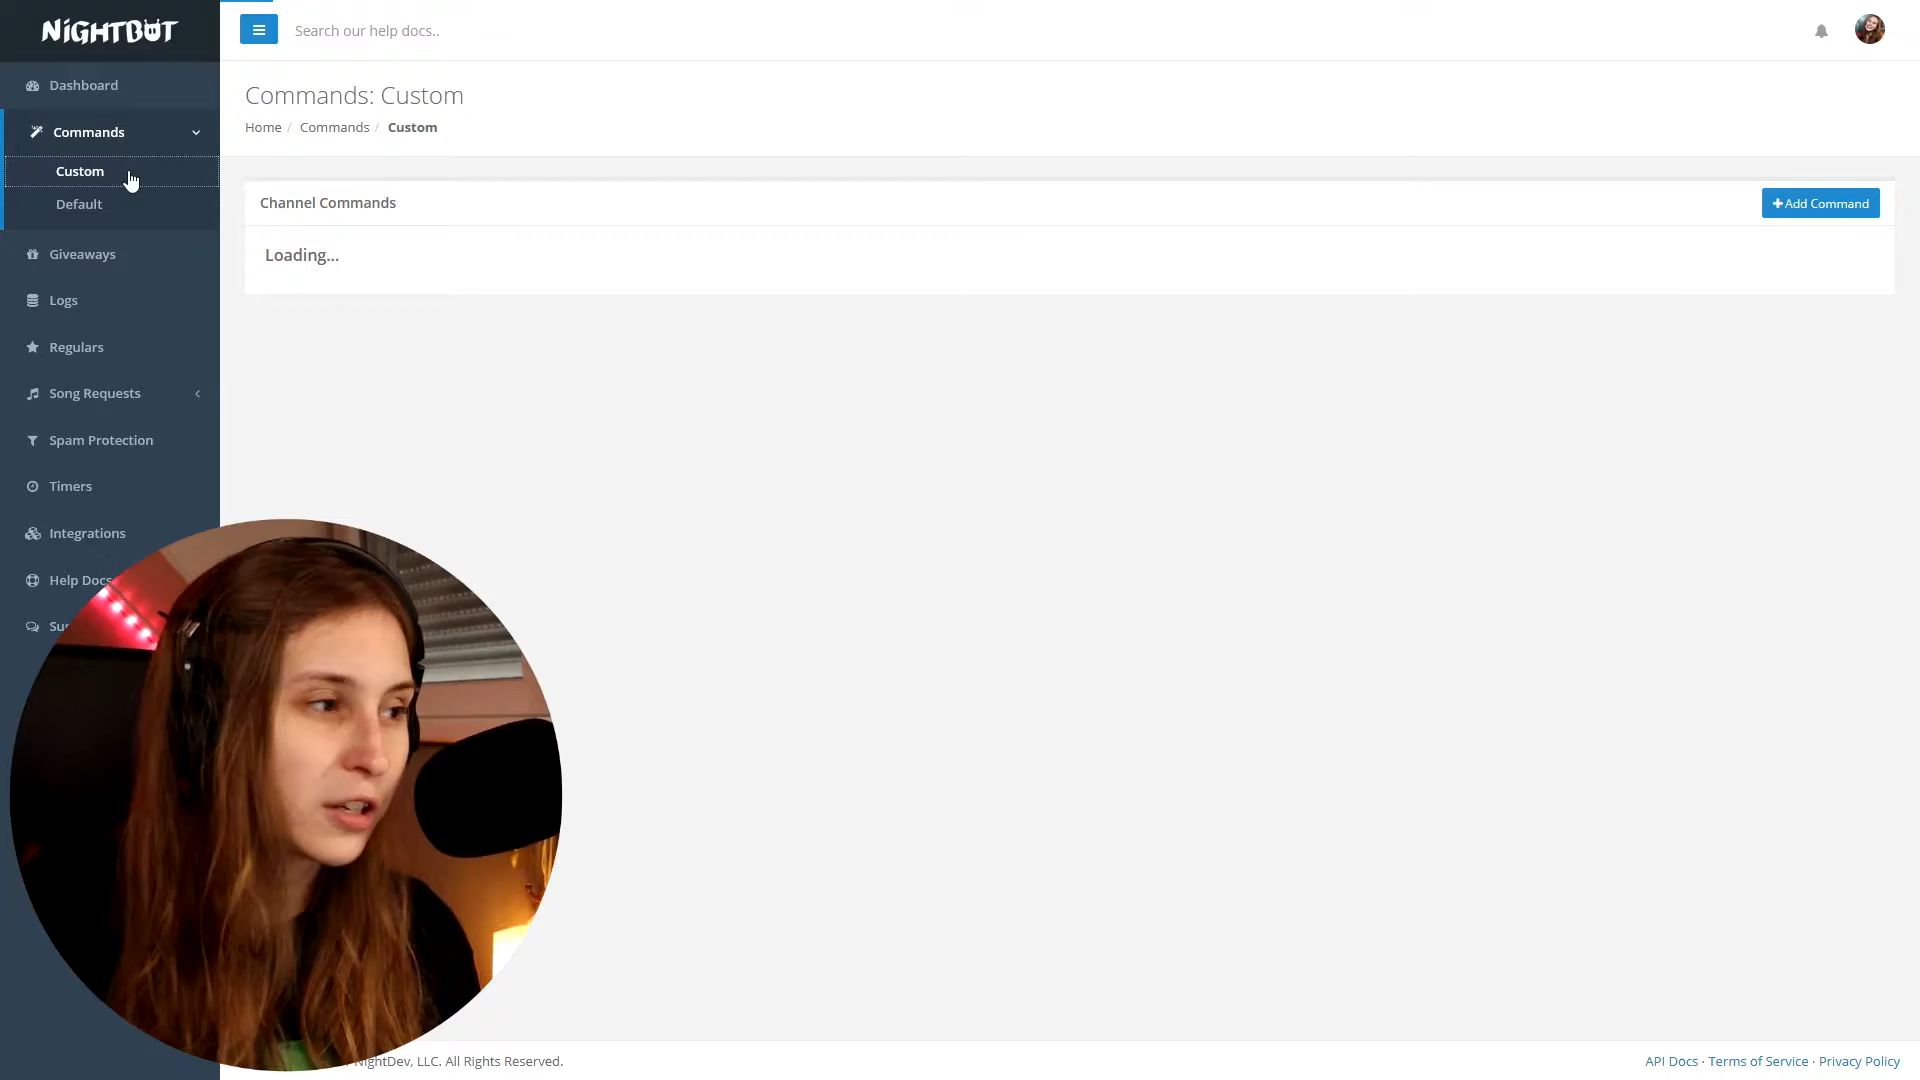 NiGHTBOT
Search our help docs..
Dashboard
Commands
Custom
Default
Giveaways
Logs
Regulars
Song Requests
Spam Protection
Timers
Integrations
Help Docs
Commands: Custom
Home / Commands / Custom
Channel Commands
Add Command
Loading...
NightDev, LLC. All Rights Reserved.
API Docs · Terms of Service · Privacy Policy